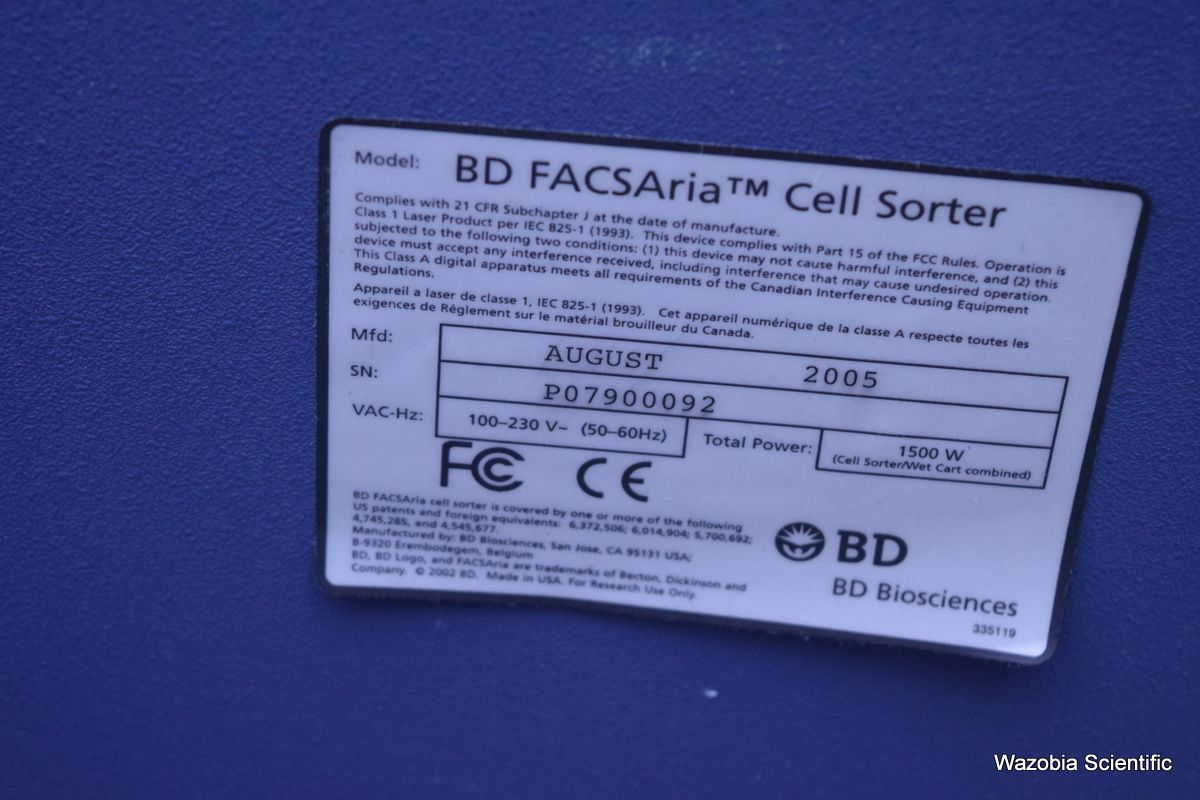 Model: BD FACSAria™ Cell Sorter
Complies with 21 CFR Subchapter J at the date of manufacture.
Class 1 Laser Product per IEC 825-1 (1993). This device complies with Part 15 of the FCC Rules. Operation is
subjected to the following two conditions: (1) this device may not cause harmful interference, and (2) this
device must accept any interference received, including interference that may cause undesired operation.
This Class A digital apparatus meets all requirements of the Canadian Interference Causing Equipment
Regulations.
Appareil a laser de classe 1, IEC 825-1 (1993). Cet appareil numérique de la classe A respecte toutes les
exigences de Réglement sur le matérial brouilleur du Canada.
Mfd: AUGUST 2005
SN: P07900092
VAC-Hz: 100–230 V~ (50–60Hz) Total Power: 1500 W
(Cell Sorter/Wet Cart combined)
FCC CE
BD FACSAria cell sorter is covered by one or more of the following
US patents and foreign equivalents: 6,372,506; 6,014,904; 5,700,692;
4,745,285, and 4,545,677.
Manufactured by: BD Biosciences, San Jose, CA 95131 USA;
B-9320 Erembodegem, Belgium
BD, BD Logo, and FACSAria are trademarks of Becton, Dickinson and
Company. © 2002 BD. Made in USA. For Research Use Only.
BD
BD Biosciences
335119
Wazobia Scientific